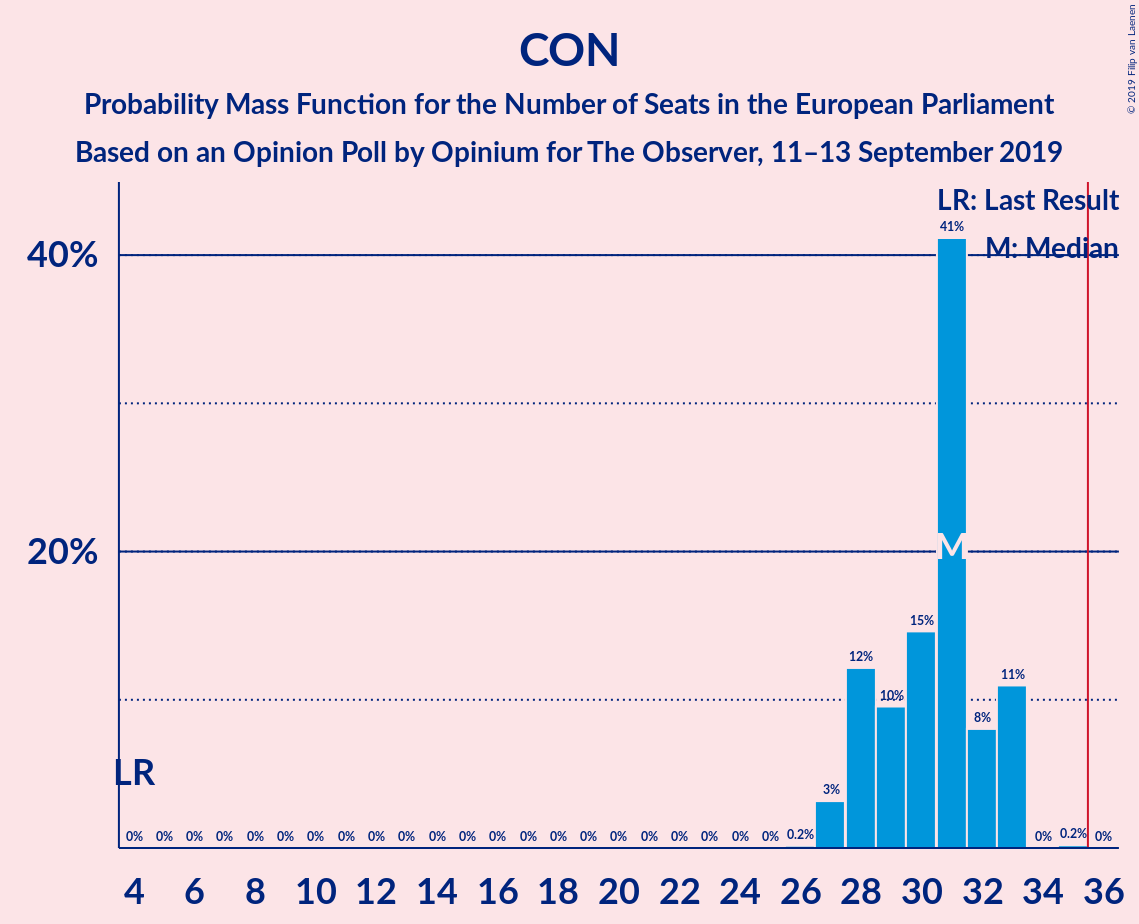 CON
Probability Mass Function for the Number of Seats in the European Parliament
Based on an Opinion Poll by Opinium for The Observer, 11–13 September 2019
© 2019 Filip van Laenen
LR: Last Result
M: Median
41%
40%
20%
M
15%
12%
10%
11%
8%
3%
LR
0% 0% 0% 0% 0% 0% 0% 0% 0% 0% 0% 0% 0% 0% 0% 0% 0% 0% 0% 0% 0% 0% 0.2% 0% 0.2% 0%
4 6 8 10 12 14 16 18 20 22 24 26 28 30 32 34 36